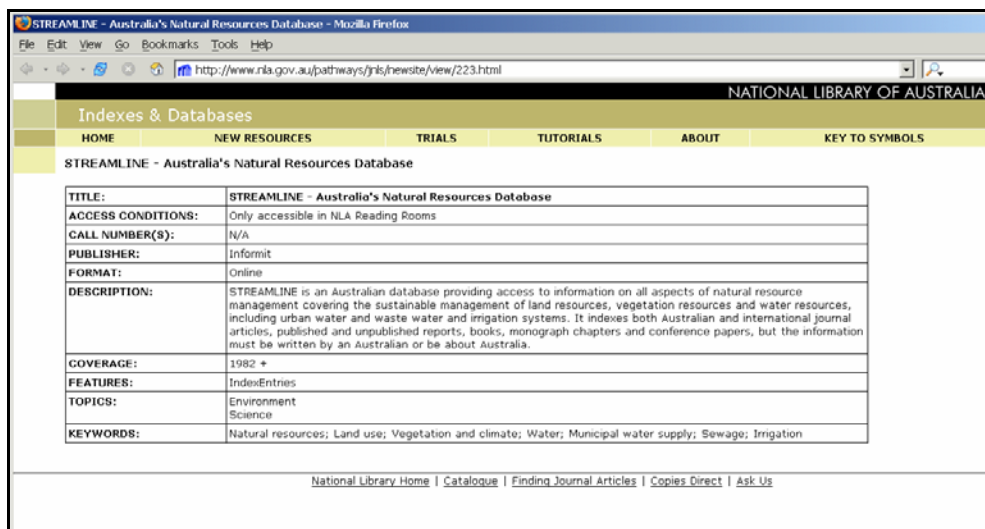 STREAMLINE - Australia's Natural Resources Database - Mozilla Firefox
File Edit View Go Bookmarks Tools Help
http://www.nla.gov.au/pathways/jnls/newsite/view/223.html
NATIONAL LIBRARY OF AUSTRALIA
Indexes & Databases
HOME NEW RESOURCES TRIALS TUTORIALS ABOUT KEY TO SYMBOLS
STREAMLINE - Australia's Natural Resources Database
TITLE: STREAMLINE - Australia's Natural Resources Database
ACCESS CONDITIONS: Only accessible in NLA Reading Rooms
CALL NUMBER(S): N/A
PUBLISHER: Informit
FORMAT: Online
DESCRIPTION: STREAMLINE is an Australian database providing access to information on all aspects of natural resource
management covering the sustainable management of land resources, vegetation resources and water resources,
including urban water and waste water and irrigation systems. It indexes both Australian and international journal
articles, published and unpublished reports, books, monograph chapters and conference papers, but the information
must be written by an Australian or be about Australia.
COVERAGE: 1982 +
FEATURES: IndexEntries
TOPICS: Environment
Science
KEYWORDS: Natural resources; Land use; Vegetation and climate; Water; Municipal water supply; Sewage; Irrigation
National Library Home | Catalogue | Finding Journal Articles | Copies Direct | Ask Us